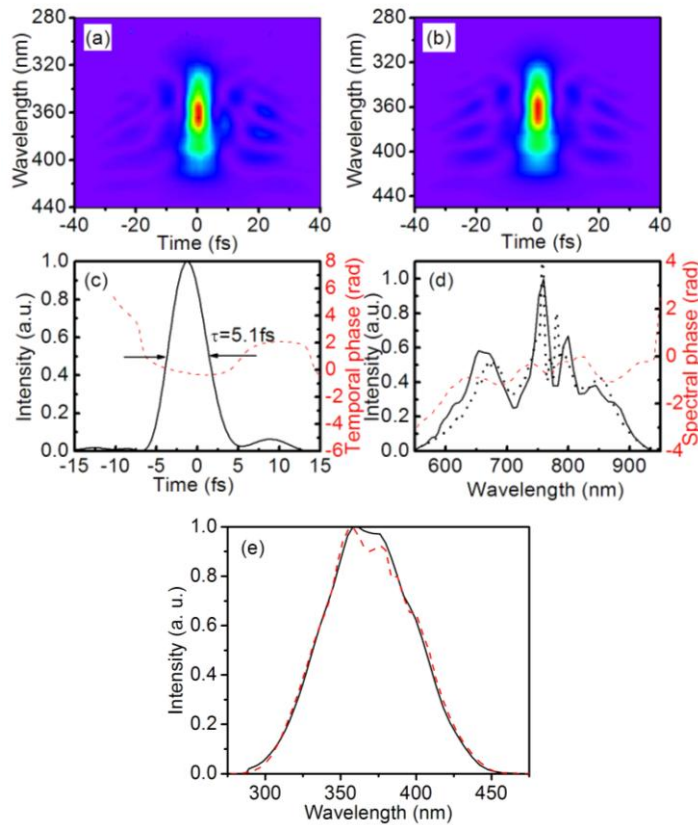 280
(a)
320
360
400
440
Wavelength (nm)
-40 -20 0 20 40
Time (fs)
280
(b)
320
360
400
440
Wavelength (nm)
-40 -20 0 20 40
Time (fs)
(c)
1.0
0.8
0.6
0.4
0.2
0.0
Intensity (a.u.)
τ=5.1fs
8
6
4
2
0
-2
-4
-6
Temporal phase (rad)
-15 -10 -5 0 5 10 15
Time (fs)
(d)
1.0
0.8
0.6
0.4
0.2
0.0
Intensity (a.u.)
4
2
0
-2
-4
Spectral phase (rad)
600 700 800 900
Wavelength (nm)
(e)
1.0
0.8
0.6
0.4
0.2
0.0
Intensity (a. u.)
300 350 400 450
Wavelength (nm)